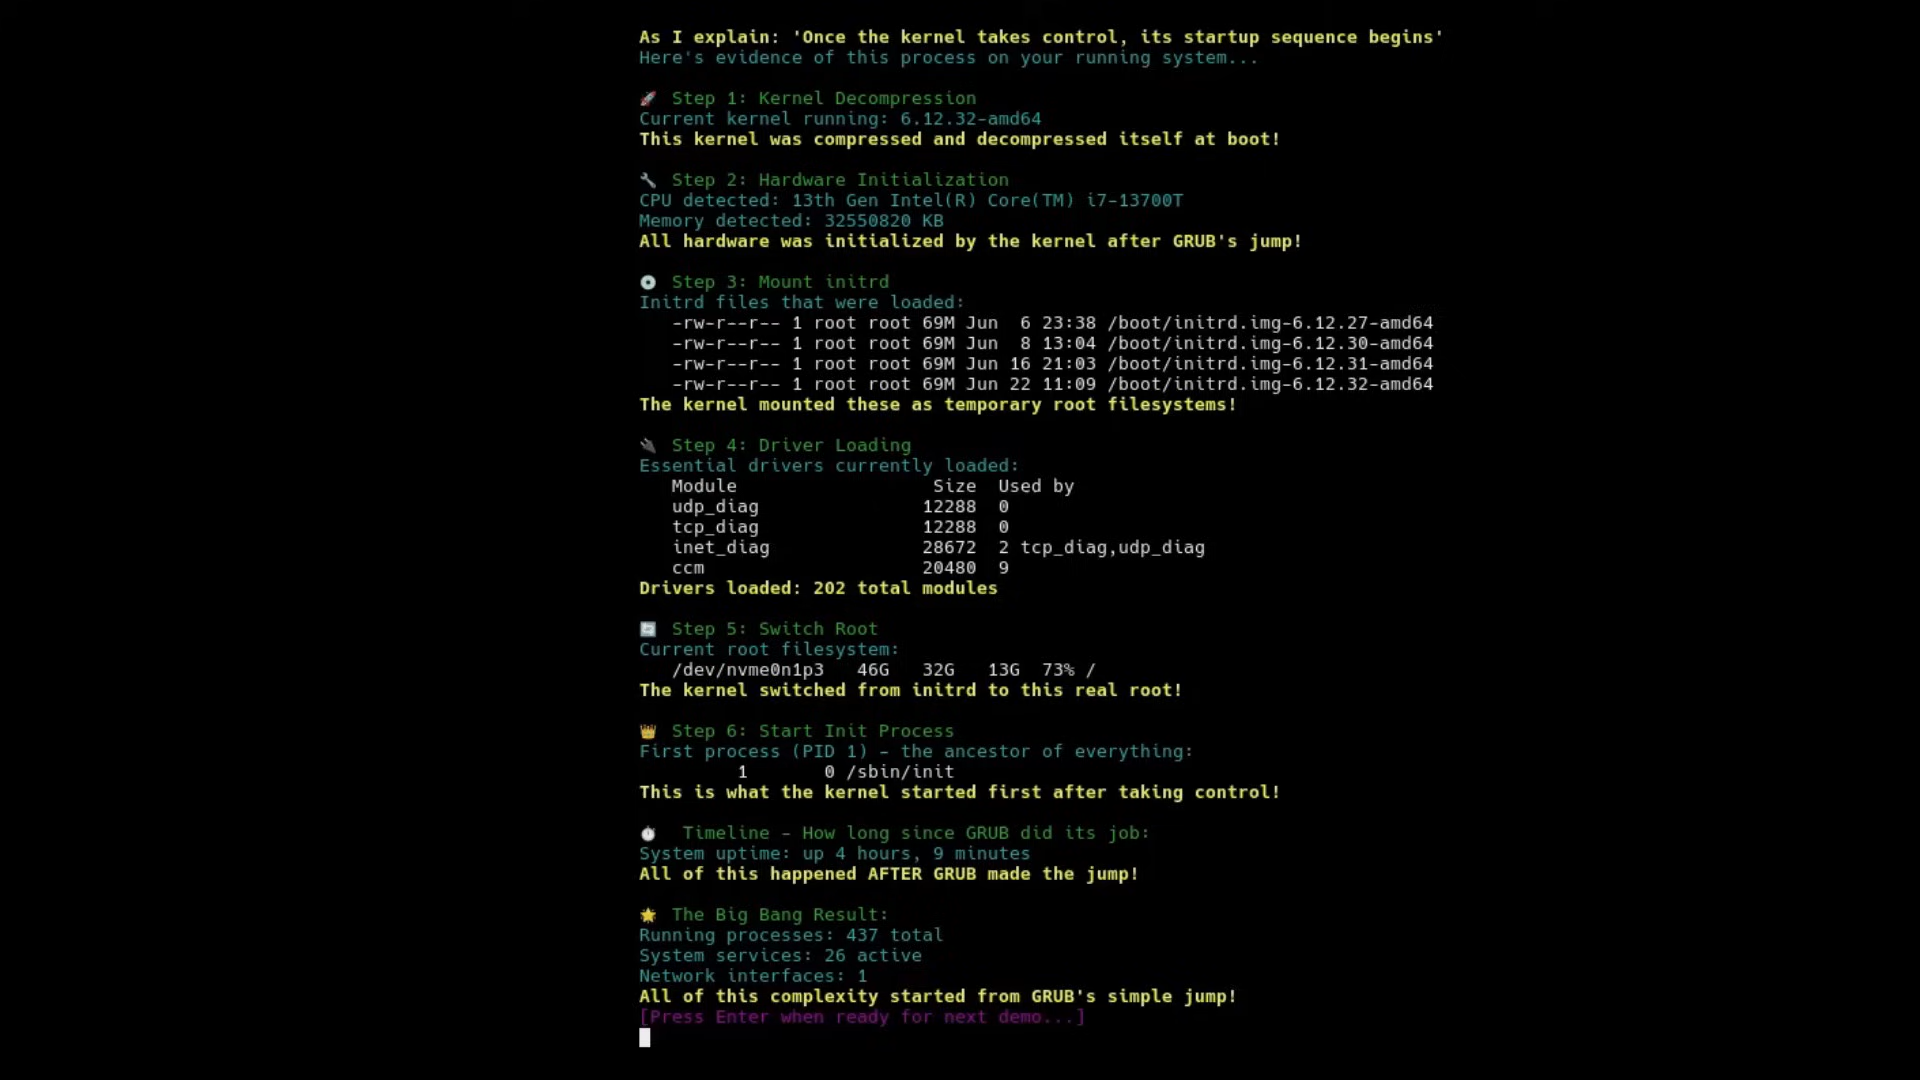 As I explain: 'Once the kernel takes control, its startup sequence begins'
Here's evidence of this process on your running system...
🚀 Step 1: Kernel Decompression
Current kernel running: 6.12.32-amd64
This kernel was compressed and decompressed itself at boot!
🔧 Step 2: Hardware Initialization
CPU detected: 13th Gen Intel(R) Core(TM) i7-13700T
Memory detected: 32550820 KB
All hardware was initialized by the kernel after GRUB's jump!
💿 Step 3: Mount initrd
Initrd files that were loaded:
-rw-r--r-- 1 root root 69M Jun  6 23:38 /boot/initrd.img-6.12.27-amd64
-rw-r--r-- 1 root root 69M Jun  8 13:04 /boot/initrd.img-6.12.30-amd64
-rw-r--r-- 1 root root 69M Jun 16 21:03 /boot/initrd.img-6.12.31-amd64
-rw-r--r-- 1 root root 69M Jun 22 11:09 /boot/initrd.img-6.12.32-amd64
The kernel mounted these as temporary root filesystems!
🔌 Step 4: Driver Loading
Essential drivers currently loaded:
Module                  Size  Used by
udp_diag               12288  0
tcp_diag               12288  0
inet_diag              28672  2 tcp_diag,udp_diag
ccm                    20480  9
Drivers loaded: 202 total modules
🔄 Step 5: Switch Root
Current root filesystem:
/dev/nvme0n1p3   46G   32G   13G  73% /
The kernel switched from initrd to this real root!
👑 Step 6: Start Init Process
First process (PID 1) - the ancestor of everything:
1       0 /sbin/init
This is what the kernel started first after taking control!
⏱️ Timeline - How long since GRUB did its job:
System uptime: up 4 hours, 9 minutes
All of this happened AFTER GRUB made the jump!
🌟 The Big Bang Result:
Running processes: 437 total
System services: 26 active
Network interfaces: 1
All of this complexity started from GRUB's simple jump!
[Press Enter when ready for next demo...]